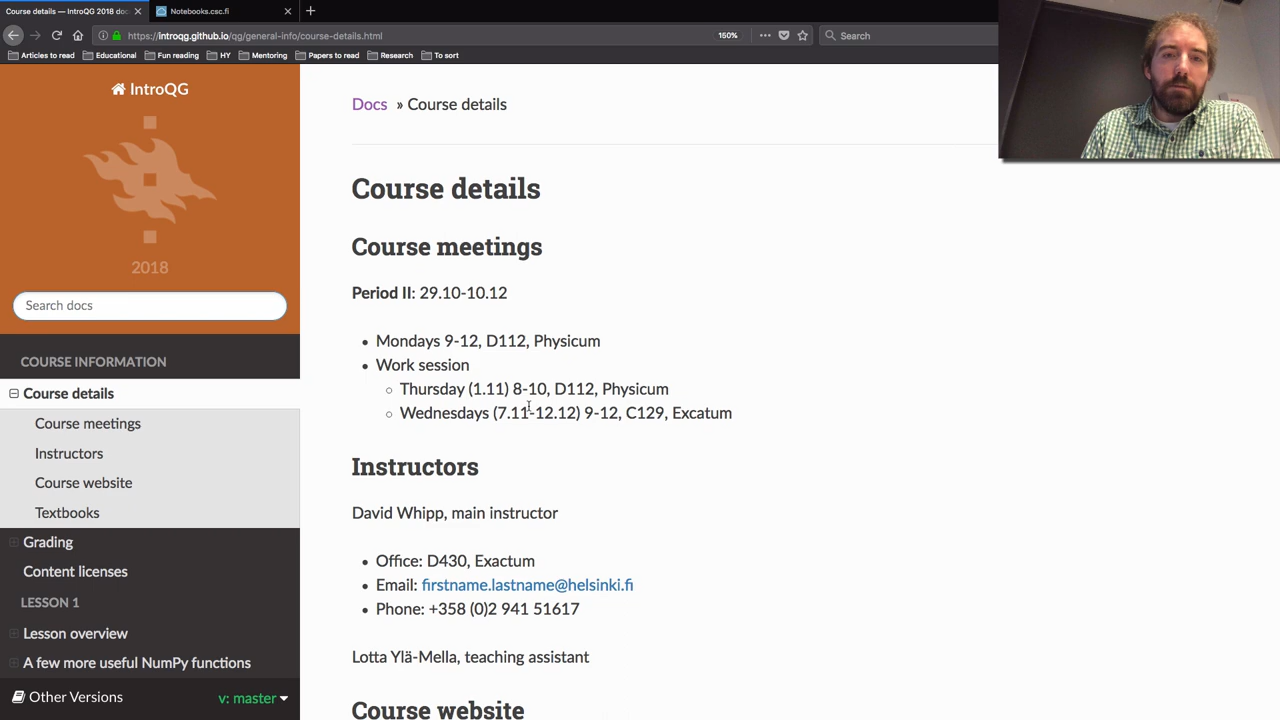 Course details — IntroQG 2018 doc
Notebooks.csc.fi
https://introqg.github.io/qg/general-info/course-details.html
150%
Search
Articles to read
Educational
Fun reading
HY
Mentoring
Papers to read
Research
To sort
IntroQG
2018
Search docs
COURSE INFORMATION
Course details
Course meetings
Instructors
Course website
Textbooks
Grading
Content licenses
LESSON 1
Lesson overview
A few more useful NumPy functions
Other Versions
v: master
Docs » Course details
Course details
Course meetings
Period II: 29.10-10.12
Mondays 9-12, D112, Physicum
Work session
Thursday (1.11) 8-10, D112, Physicum
Wednesdays (7.11-12.12) 9-12, C129, Excatum
Instructors
David Whipp, main instructor
Office: D430, Exactum
Email: firstname.lastname@helsinki.fi
Phone: +358 (0)2 941 51617
Lotta Ylä-Mella, teaching assistant
Course website